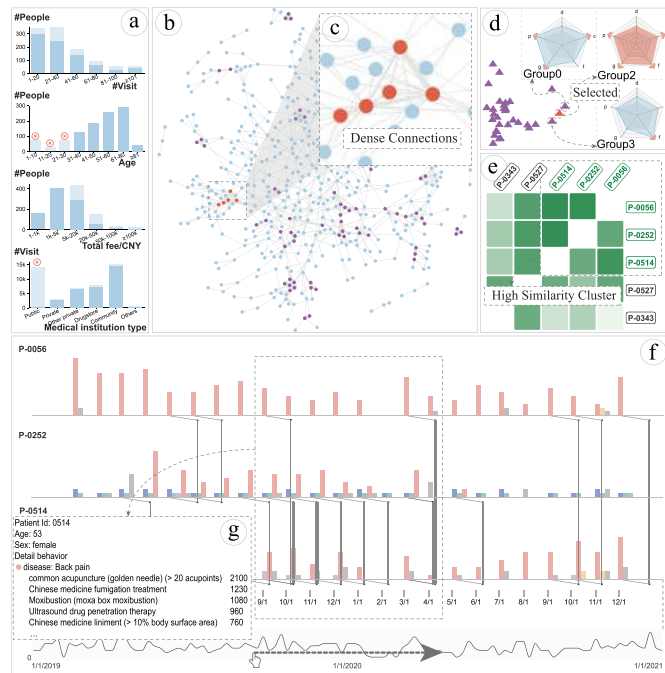 a
#People
300
200
100
0
1-20
21-40
41-60
61-80
81-100
≥101
#Visit
#People
300
200
100
0
1-10
11-20
21-30
31-40
41-50
51-60
61-80
≥81
Age
#People
400
200
0
1-1k
1k-5k
5k-20k
20k-50k
50k-100k
≥100k
Total fee/CNY
#Visit
15k
10k
5k
0
Public
Private
Other private
Drugstore
Community
Others
Medical institution type
b
c
Dense Connections
d
d
p
c
f
g
Group0
d
p
c
f
g
Group2
Selected
d
p
c
f
g
Group3
e
P-0343
P-0527
P-0514
P-0252
P-0056
P-0056
P-0252
P-0514
P-0527
P-0343
High Similarity Cluster
f
P-0056
P-0252
P-0514
g
Patient Id: 0514
Age: 53
Sex: female
Detail behavior
disease: Back pain
common acupuncture (golden needle) (> 20 acupoints) 2100
Chinese medicine fumigation treatment 1230
Moxibustion (moxa box moxibustion) 1080
Ultrasound drug penetration therapy 960
Chinese medicine liniment (> 10% body surface area) 760
9/1 10/1 11/1 12/1 1/1 2/1 3/1 4/1 5/1 6/1 7/1 8/1 9/1 10/1 11/1 12/1
...
0
1/1/2019 1/1/2020 1/1/2021